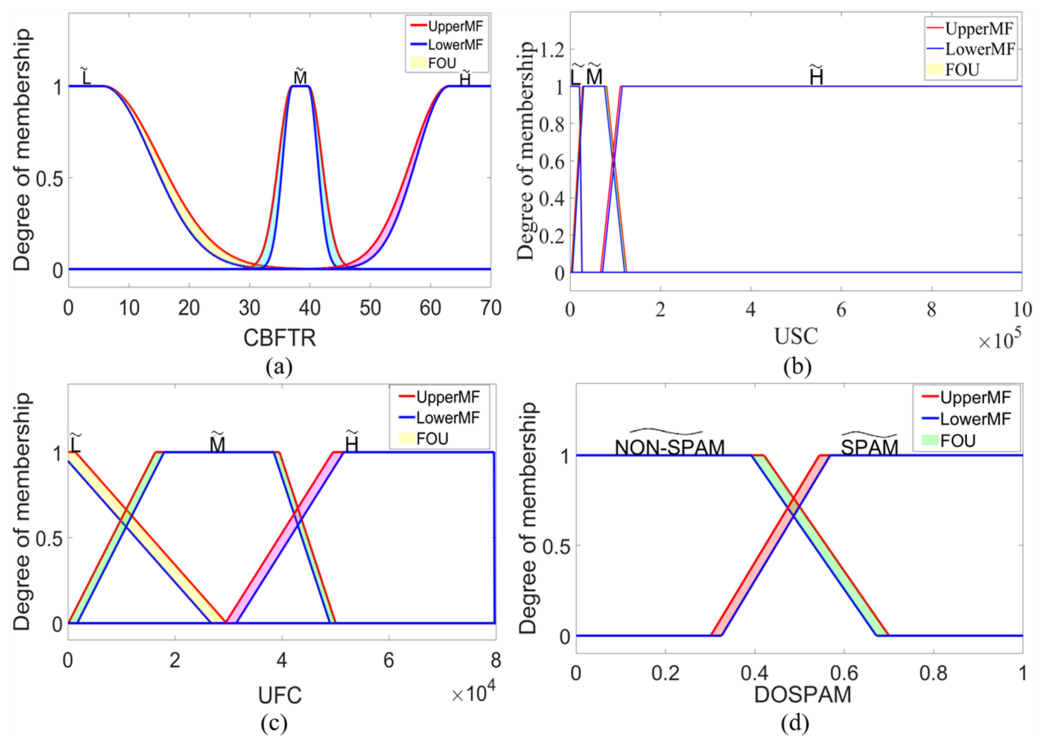 UpperMF
LowerMF
FOU
L̃
M̃
H̃
1
0.5
0
Degree of membership
0 10 20 30 40 50 60 70
CBFTR
(a)
UpperMF
LowerMF
FOU
L̃ M̃ H̃
1.2
1
0.8
0.6
0.4
0.2
0
Degree of membership
0 2 4 6 8 10
USC
×10⁵
(b)
UpperMF
LowerMF
FOU
L̃ M̃ H̃
1
0.5
0
Degree of membership
0 20 40 60 80
UFC
×10⁴
(c)
UpperMF
LowerMF
FOU
NON-SPAM SPAM
1
0.5
0
Degree of membership
0 0.2 0.4 0.6 0.8 1
DOSPAM
(d)